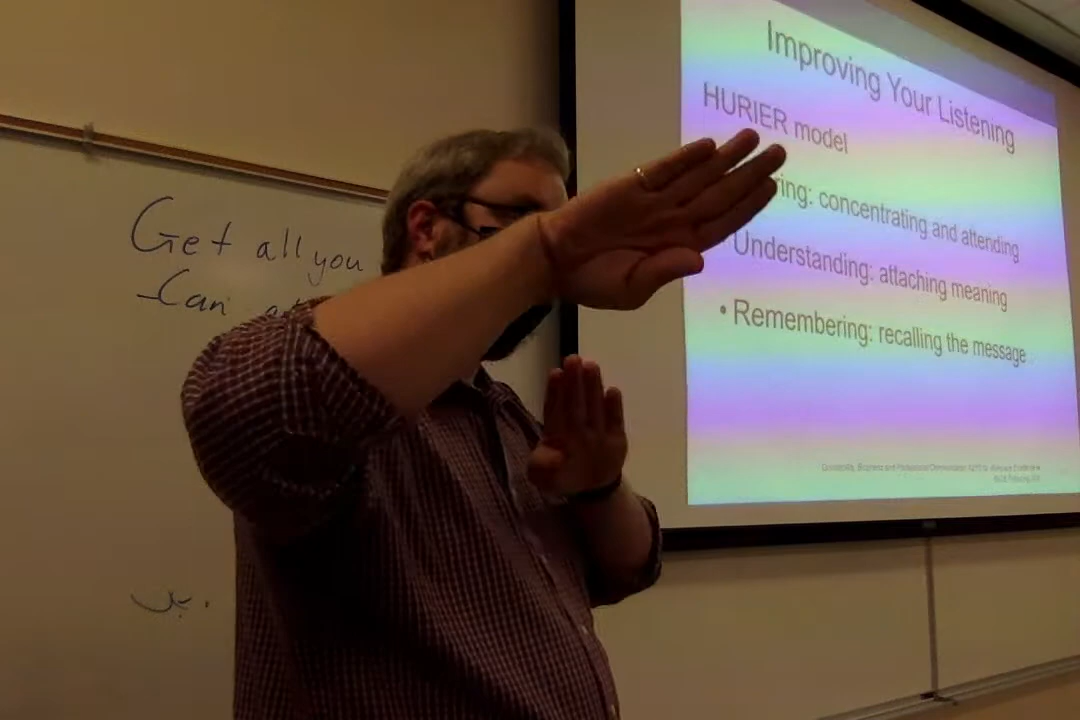 Get all you
Can
Improving Your Listening
HURIER model
ring: concentrating and attending
• Understanding: attaching meaning
• Remembering: recalling the message